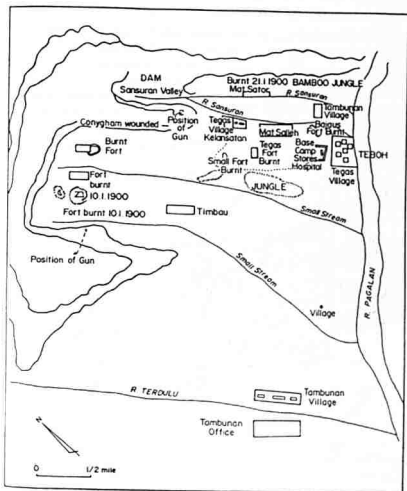 DAM
Sansuran Valley
Burnt 21.1.1900 BAMBOO JUNGLE
Mat Sator
R. Sansuran
R. Sansuran
Tambunan
Village
Conygham wounded
Position
of
Gun
Tegas
Village
Kelansatan
Mat Salleh
Fort Burnt
TEBOH
Burnt
Fort
Small Fort
Burnt
Tegas
Fort
Burnt
Base
Camp
Stores
Hospital
Tegas
Village
JUNGLE
Fort
burnt
10.1.1900
Fort burnt 10.1.1900
Timbau
Small Stream
Position of Gun
Small Stream
Village
R. PAGALAN
R. TERDULU
Tambunan
Village
Tambunan
Office
N
0 1/2 mile